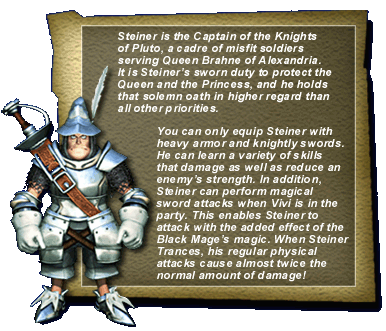 Steiner is the Captain of the Knights
of Pluto, a cadre of misfit soldiers
serving Queen Brahne of Alexandria.
It is Steiner's sworn duty to protect the
Queen and the Princess, and he holds
that solemn oath in higher regard than
all other priorities.
You can only equip Steiner with
heavy armor and knightly swords.
He can learn a variety of skills
that damage as well as reduce an
enemy's strength. In addition,
Steiner can perform magical
sword attacks when Vivi is in the
party. This enables Steiner to
attack with the added effect of the
Black Mage's magic. When Steiner
Trances, his regular physical
attacks cause almost twice the
normal amount of damage!